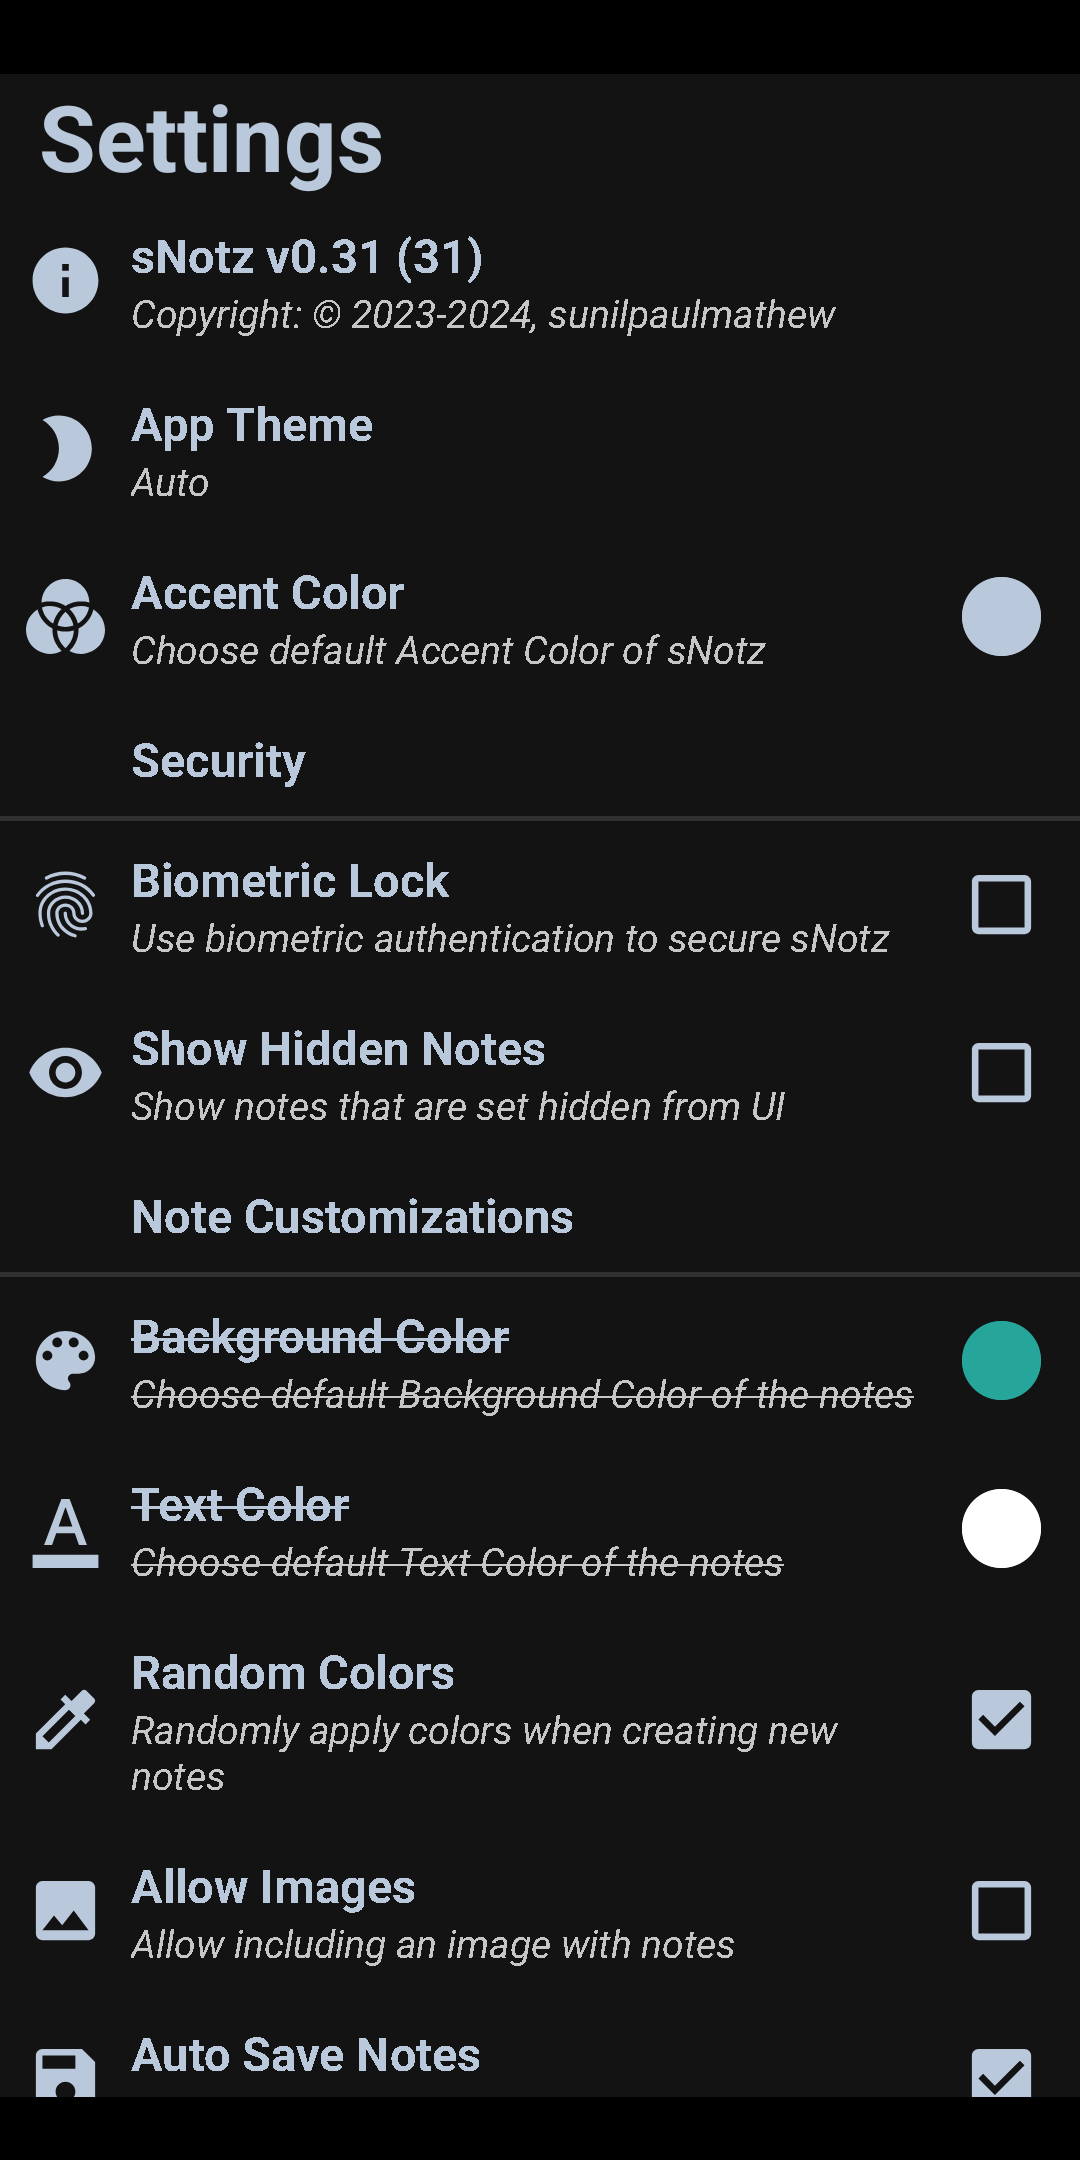 Settings
sNotz v0.31 (31)
Copyright: © 2023-2024, sunilpaulmathew
App Theme
Auto
Accent Color
Choose default Accent Color of sNotz
Security
Biometric Lock
Use biometric authentication to secure sNotz
Show Hidden Notes
Show notes that are set hidden from UI
Note Customizations
Background Color
Choose default Background Color of the notes
Text Color
Choose default Text Color of the notes
Random Colors
Randomly apply colors when creating new
notes
Allow Images
Allow including an image with notes
Auto Save Notes